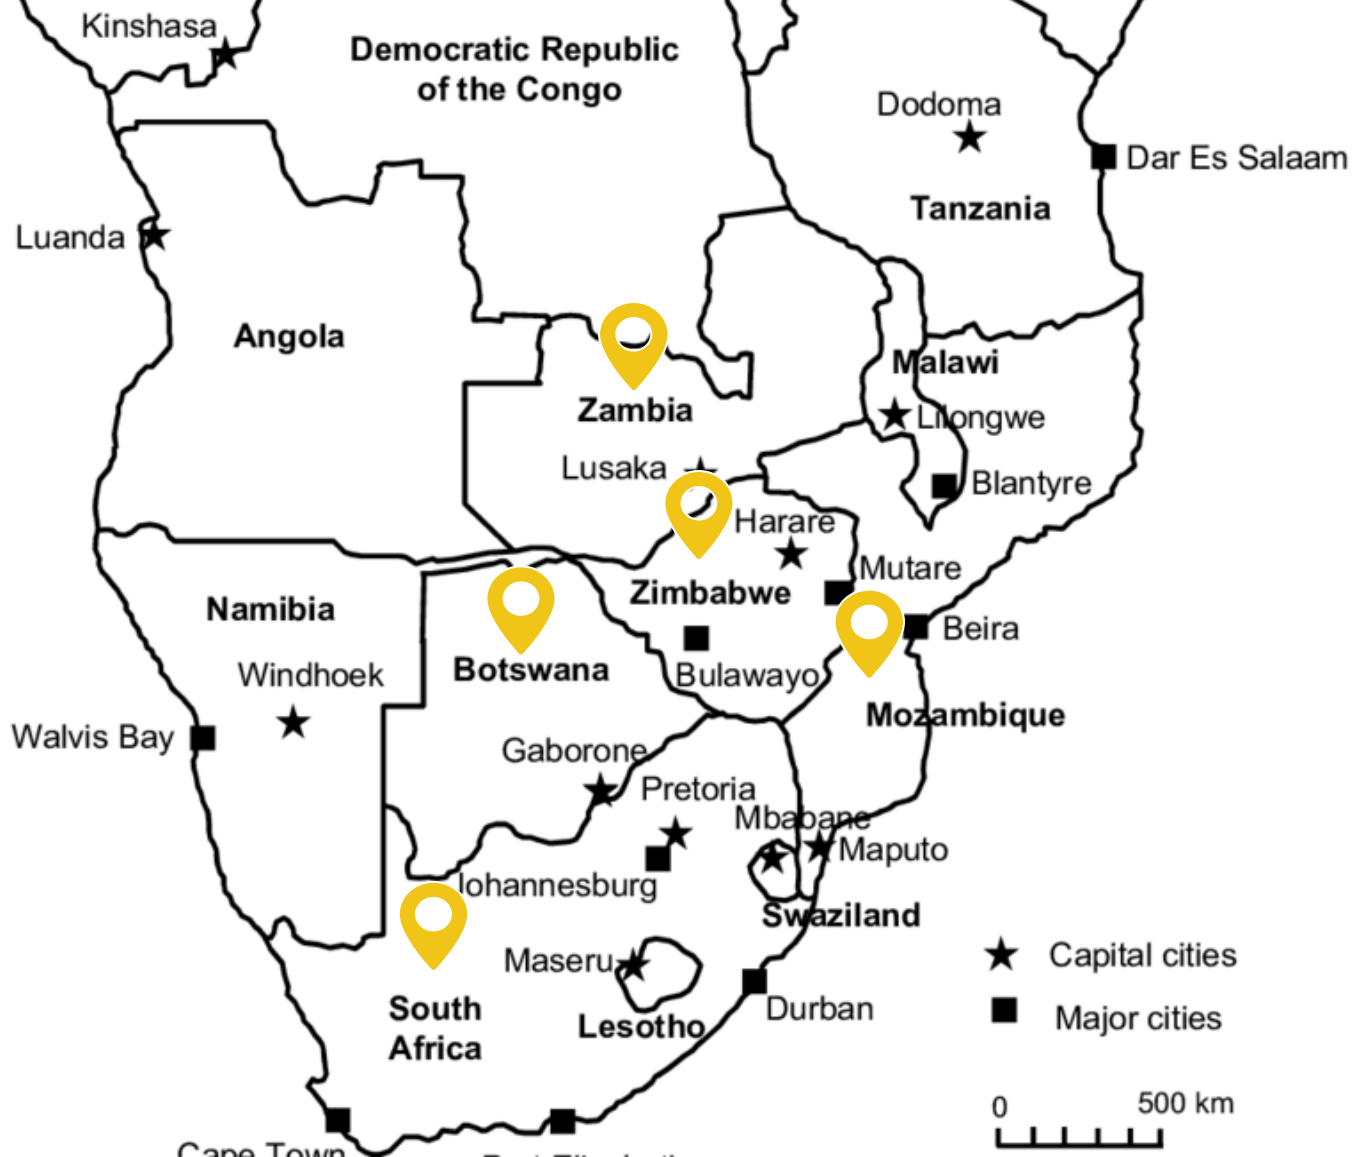 Kinshasa
Democratic Republic
of the Congo
Dodoma
Dar Es Salaam
Tanzania
Luanda
Angola
Malawi
Zambia
Lilongwe
Lusaka
Blantyre
Harare
Mutare
Zimbabwe
Namibia
Beira
Botswana
Windhoek
Bulawayo
Mozambique
Walvis Bay
Gaborone
Pretoria
Mbabane
Maputo
Johannesburg
Swaziland
Maseru
Capital cities
South
Africa
Durban
Lesotho
Major cities
0
500 km
Cape Town